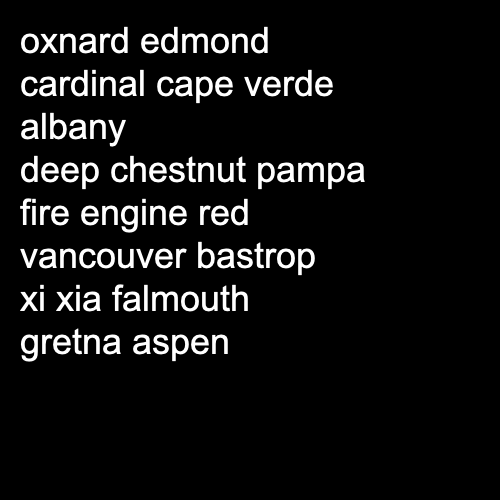 oxnard edmond
cardinal cape verde
albany
deep chestnut pampa
fire engine red
vancouver bastrop
xi xia falmouth
gretna aspen